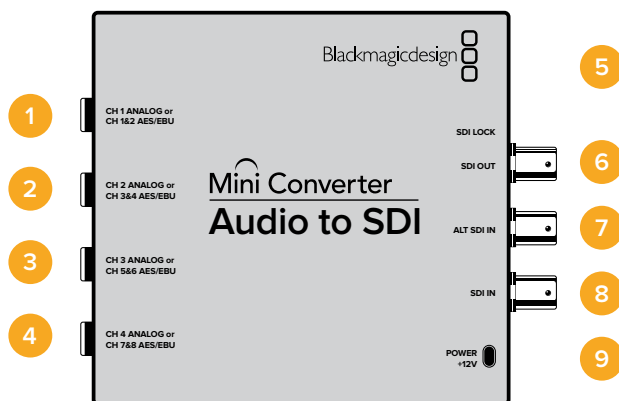 Blackmagicdesign
5
1
CH 1 ANALOG or
CH 1&2 AES/EBU
SDI LOCK
SDI OUT
6
2
CH 2 ANALOG or
CH 3&4 AES/EBU
Mini Converter
Audio to SDI
ALT SDI IN
7
3
CH 3 ANALOG or
CH 5&6 AES/EBU
SDI IN
8
4
CH 4 ANALOG or
CH 7&8 AES/EBU
POWER
+12V
9